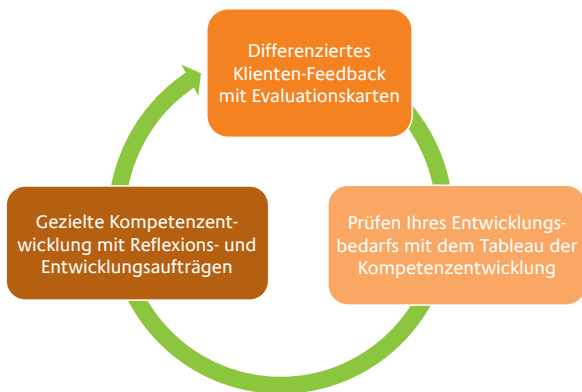 Differenziertes
Klienten-Feedback
mit Evaluationskarten
Prüfen Ihres Entwicklungs-
bedarfs mit dem Tableau der
Kompetenzentwicklung
Gezielte Kompetenzent-
wicklung mit Reflexions- und
Entwicklungsaufträgen